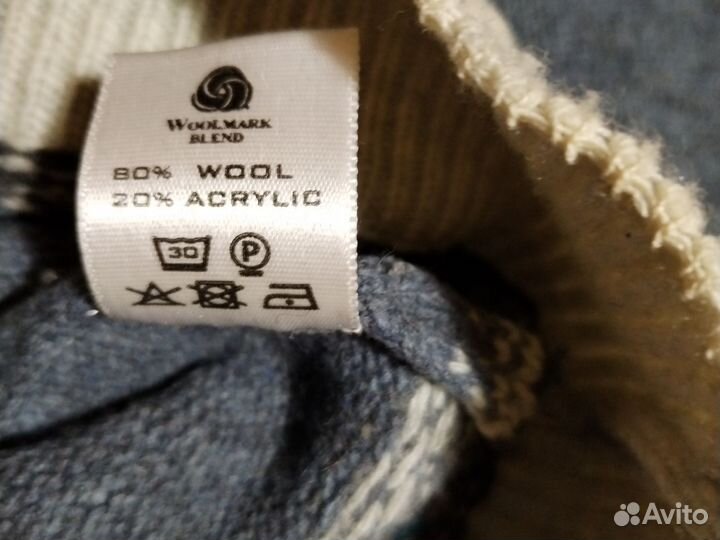 WOOLMARK
BLEND
80% WOOL
20% ACRYLIC
30 P
Avito